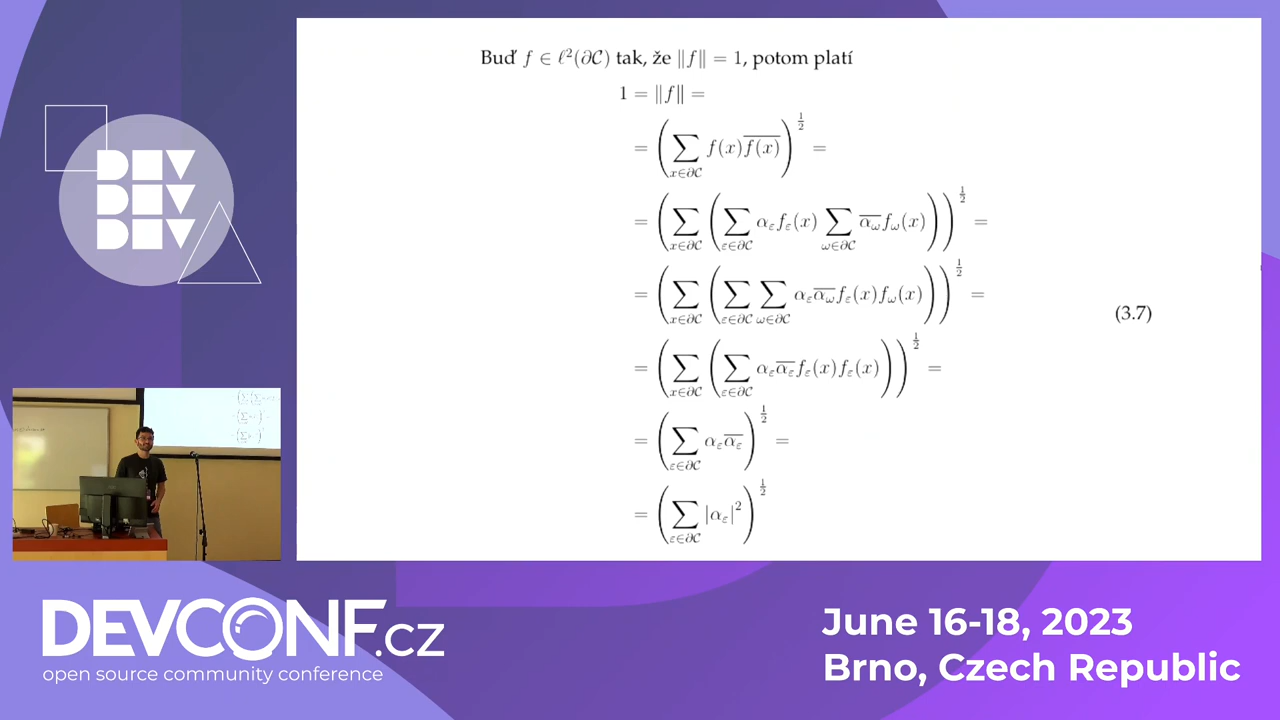 DEV
DEV
DEV
Buď f ∈ ℓ²(∂𝒞) tak, že ‖f‖ = 1, potom platí
1 = ‖f‖ =
= (∑_{x∈∂𝒞} f(x)\overline{f(x)})^{1/2} =
= (∑_{x∈∂𝒞} (∑_{ε∈∂𝒞} α_ε f_ε(x) ∑_{ω∈∂𝒞} \overline{α_ω} f_ω(x)))^{1/2} =
= (∑_{x∈∂𝒞} (∑_{ε∈∂𝒞} ∑_{ω∈∂𝒞} α_ε \overline{α_ω} f_ε(x) f_ω(x)))^{1/2} =
(3.7)
= (∑_{x∈∂𝒞} (∑_{ε∈∂𝒞} α_ε \overline{α_ε} f_ε(x) f_ε(x)))^{1/2} =
= (∑_{ε∈∂𝒞} α_ε \overline{α_ε})^{1/2} =
= (∑_{ε∈∂𝒞} |α_ε|²)^{1/2}
DEVCONF.cz
open source community conference
June 16-18, 2023
Brno, Czech Republic